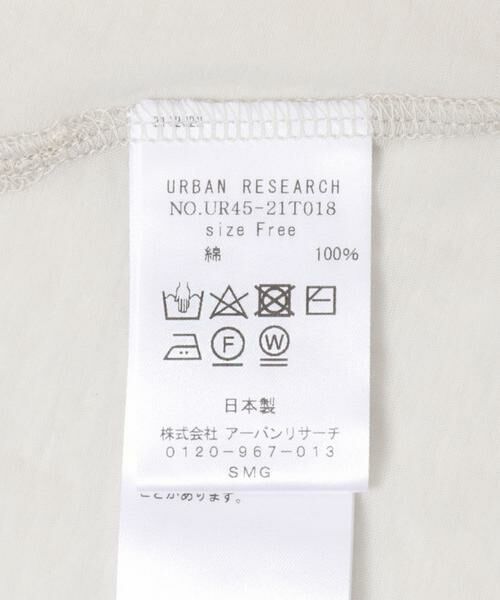 URBAN RESEARCH
NO.UR45-21T018
size Free
綿 100%
F W
日本製
株式会社 アーバンリサーチ
0120-967-013
SMG
ことがあります。